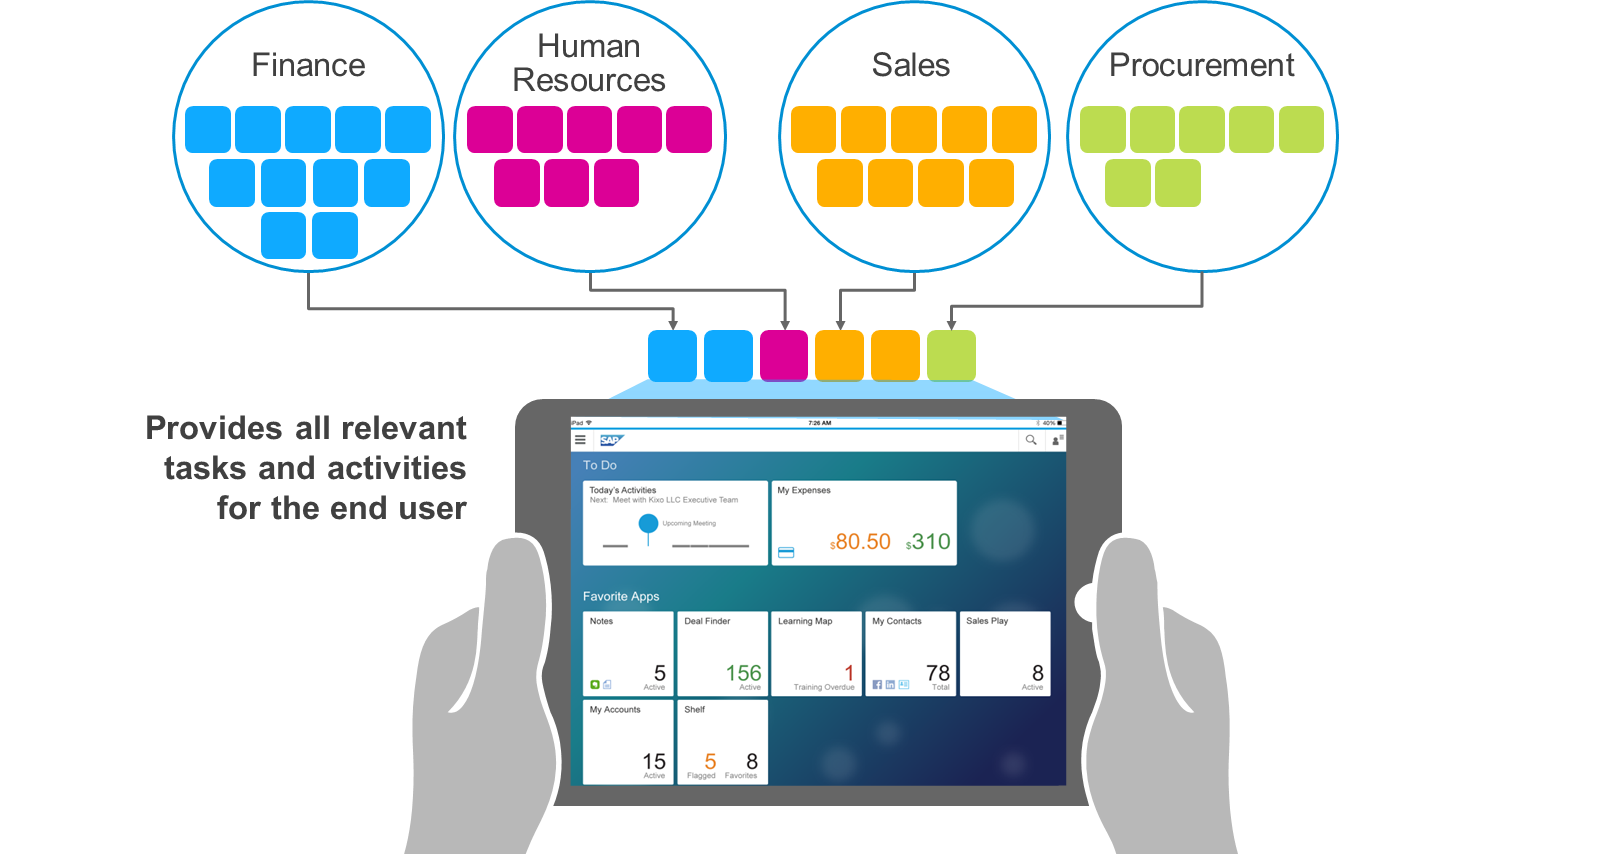 Finance
Human
Resources
Sales
Procurement
Provides all relevant
tasks and activities
for the end user
iPad
7:26 AM
40%
SAP
To Do
Today's Activities
Next: Meet with Kixo LLC Executive Team
Upcoming Meeting
My Expenses
$80.50 $310
Favorite Apps
Notes
5
Active
Deal Finder
156
Active
Learning Map
1
Training Overdue
My Contacts
78
Total
Sales Play
8
Active
My Accounts
15
Active
Shelf
5 8
Flagged Favorites